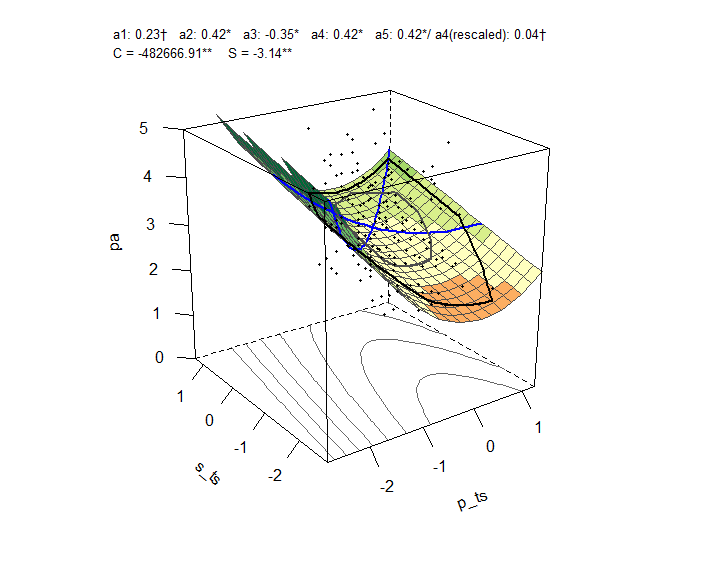 a1: 0.23† a2: 0.42* a3: -0.35* a4: 0.42* a5: 0.42*/ a4(rescaled): 0.04†
C = -482666.91** S = -3.14**
5
4
3
2
1
0
pa
1
0
-1
-2
s_ts
-2
-1
0
1
p_ts